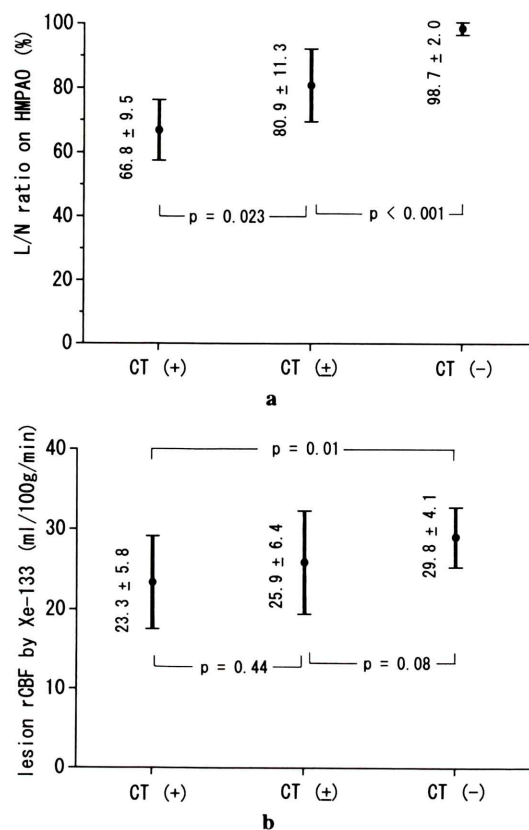 L/N ratio on HMPAO (%)
100
80
60
40
20
0
66.8 ± 9.5
80.9 ± 11.3
98.7 ± 2.0
p = 0.023
p < 0.001
CT (+)
CT (±)
CT (-)
a
lesion rCBF by Xe-133 (ml/100g/min)
40
30
20
10
0
p = 0.01
23.3 ± 5.8
25.9 ± 6.4
29.8 ± 4.1
p = 0.44
p = 0.08
CT (+)
CT (±)
CT (-)
b